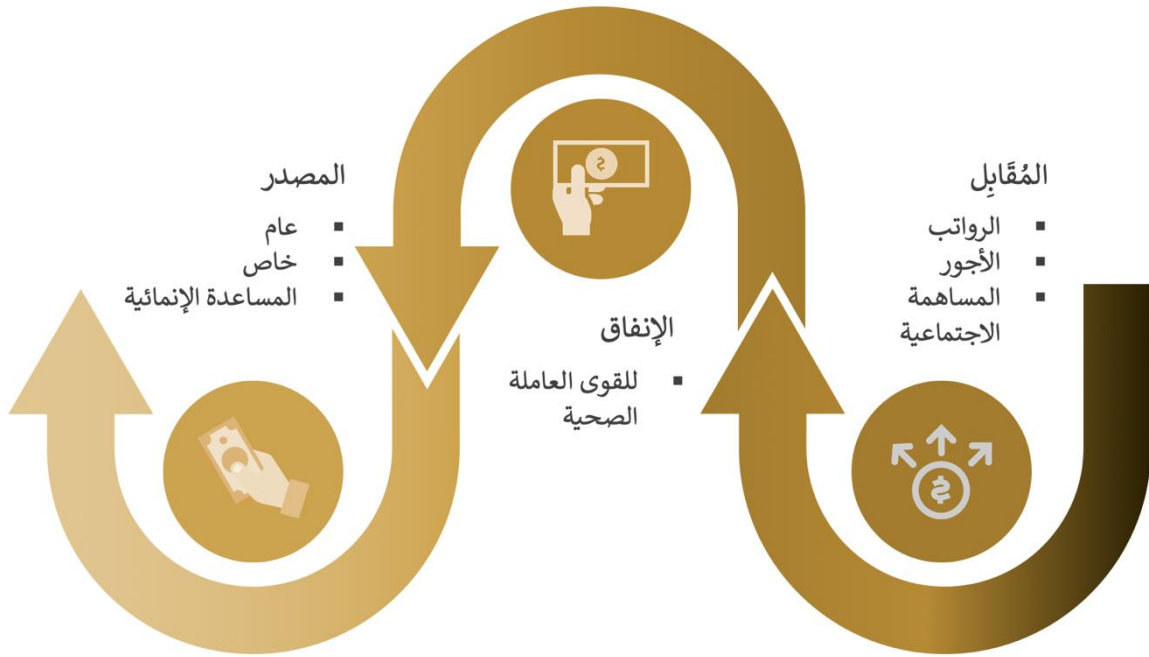 المُقَابِل
▪ الرواتب
▪ الأجور
▪ المساهمة
الاجتماعية
الإنفاق
▪ للقوى العاملة
الصحية
المصدر
▪ عام
▪ خاص
▪ المساعدة الإنمائية